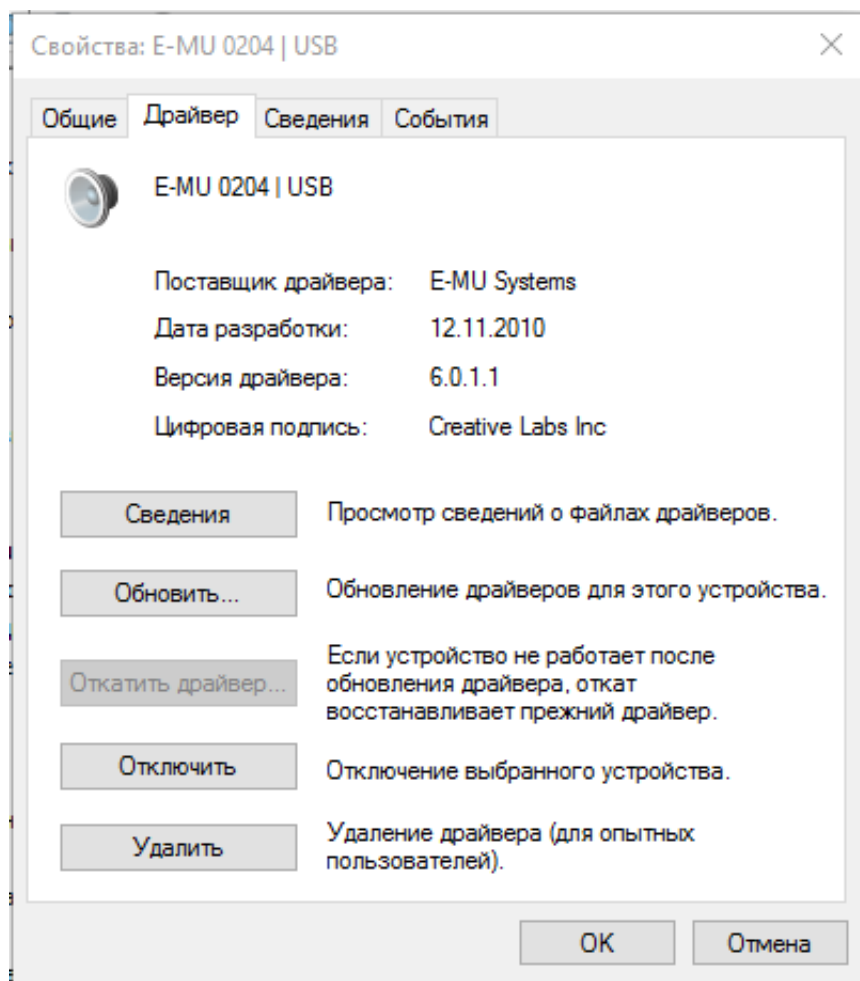 Свойства: E-MU 0204 | USB
Общие Драйвер Сведения События
E-MU 0204 | USB
Поставщик драйвера: E-MU Systems
Дата разработки: 12.11.2010
Версия драйвера: 6.0.1.1
Цифровая подпись: Creative Labs Inc
Сведения Просмотр сведений о файлах драйверов.
Обновить... Обновление драйверов для этого устройства.
Откатить драйвер... Если устройство не работает после
обновления драйвера, откат
восстанавливает прежний драйвер.
Отключить Отключение выбранного устройства.
Удалить Удаление драйвера (для опытных
пользователей).
OK Отмена